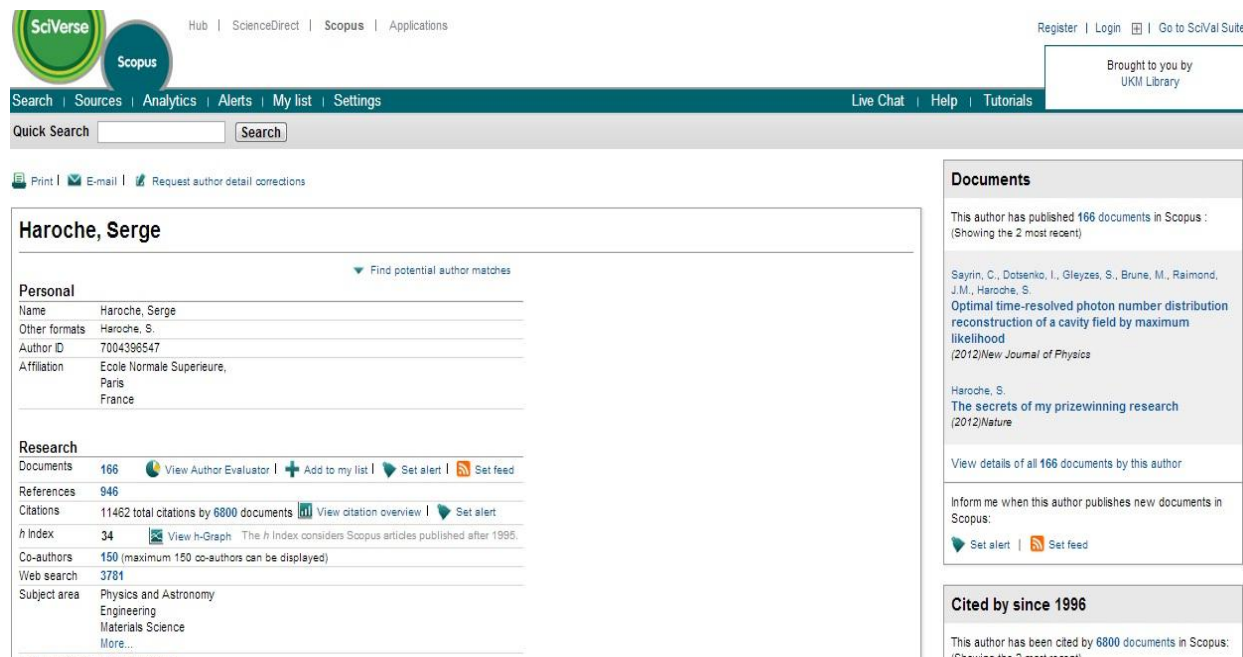 SciVerse
Hub | ScienceDirect | Scopus | Applications
Register | Login | Go to SciVal Suite
Scopus
Brought to you by
UKM Library
Search | Sources | Analytics | Alerts | My list | Settings
Live Chat | Help | Tutorials
Quick Search Search
Print | E-mail | Request author detail corrections
Haroche, Serge
Find potential author matches
Personal
Name Haroche, Serge
Other formats Haroche, S.
Author ID 7004396547
Affiliation Ecole Normale Superieure,
Paris
France
Research
Documents 166 View Author Evaluator | Add to my list | Set alert | Set feed
References 946
Citations 11462 total citations by 6800 documents View citation overview | Set alert
h Index 34 View h-Graph The h Index considers Scopus articles published after 1995.
Co-authors 150 (maximum 150 co-authors can be displayed)
Web search 3781
Subject area Physics and Astronomy
Engineering
Materials Science
More...
Documents
This author has published 166 documents in Scopus :
(Showing the 2 most recent)
Sayrin, C., Dotsenko, I., Gleyzes, S., Brune, M., Raimond,
J.M., Haroche, S.
Optimal time-resolved photon number distribution
reconstruction of a cavity field by maximum
likelihood
(2012)New Journal of Physics
Haroche, S.
The secrets of my prizewinning research
(2012)Nature
View details of all 166 documents by this author
Inform me when this author publishes new documents in
Scopus:
Set alert | Set feed
Cited by since 1996
This author has been cited by 6800 documents in Scopus:
(Showing the 2 most recent)